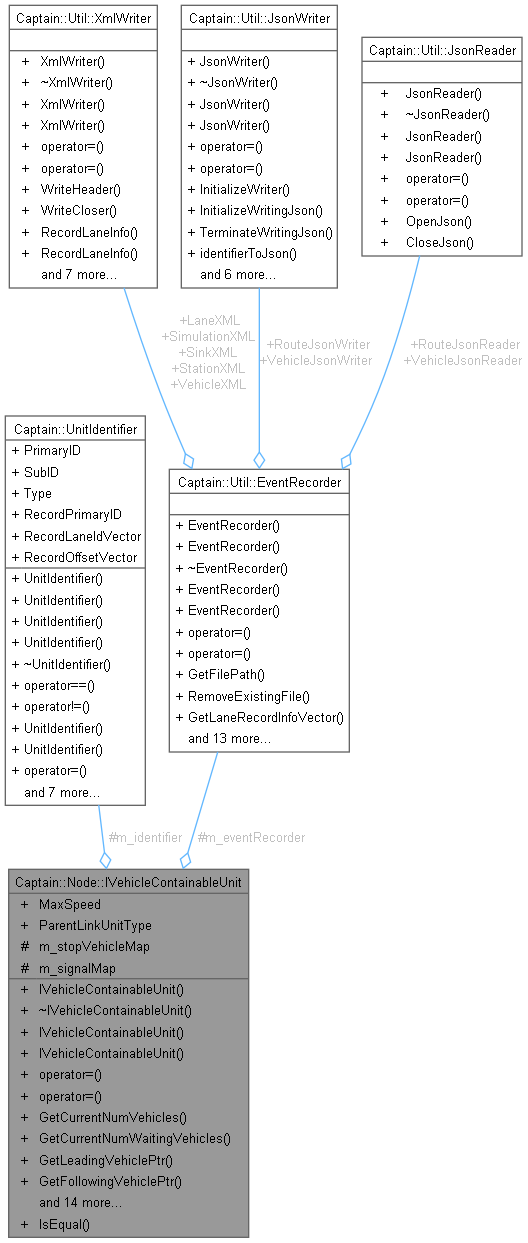 Captain::Util::XmlWriter
+ XmlWriter()
+ ~XmlWriter()
+ XmlWriter()
+ XmlWriter()
+ operator=()
+ operator=()
+ WriteHeader()
+ WriteCloser()
+ RecordLaneInfo()
+ RecordLaneInfo()
and 7 more...
Captain::Util::JsonWriter
+ JsonWriter()
+ ~JsonWriter()
+ JsonWriter()
+ JsonWriter()
+ operator=()
+ operator=()
+ InitializeWriter()
+ InitializeWritingJson()
+ TerminateWritingJson()
+ identifierToJson()
and 6 more...
Captain::Util::JsonReader
+ JsonReader()
+ ~JsonReader()
+ JsonReader()
+ JsonReader()
+ operator=()
+ operator=()
+ OpenJson()
+ CloseJson()
+LaneXML
+SimulationXML
+SinkXML
+StationXML
+VehicleXML
+RouteJsonWriter
+VehicleJsonWriter
+RouteJsonReader
+VehicleJsonReader
Captain::UnitIdentifier
+ PrimaryID
+ SubID
+ Type
+ RecordPrimaryID
+ RecordLaneIdVector
+ RecordOffsetVector
+ UnitIdentifier()
+ UnitIdentifier()
+ UnitIdentifier()
+ UnitIdentifier()
+ ~UnitIdentifier()
+ operator==()
+ operator!=()
+ UnitIdentifier()
+ UnitIdentifier()
+ operator=()
and 7 more...
Captain::Util::EventRecorder
+ EventRecorder()
+ EventRecorder()
+ ~EventRecorder()
+ EventRecorder()
+ EventRecorder()
+ operator=()
+ operator=()
+ GetFilePath()
+ RemoveExistingFile()
+ GetLaneRecordInfoVector()
and 13 more...
#m_identifier
#m_eventRecorder
Captain::Node::IVehicleContainableUnit
+ MaxSpeed
+ ParentLinkUnitType
# m_stopVehicleMap
# m_signalMap
+ IVehicleContainableUnit()
+ ~IVehicleContainableUnit()
+ IVehicleContainableUnit()
+ IVehicleContainableUnit()
+ operator=()
+ operator=()
+ GetCurrentNumVehicles()
+ GetCurrentNumWaitingVehicles()
+ GetLeadingVehiclePtr()
+ GetFollowingVehiclePtr()
and 14 more...
+ IsEqual()